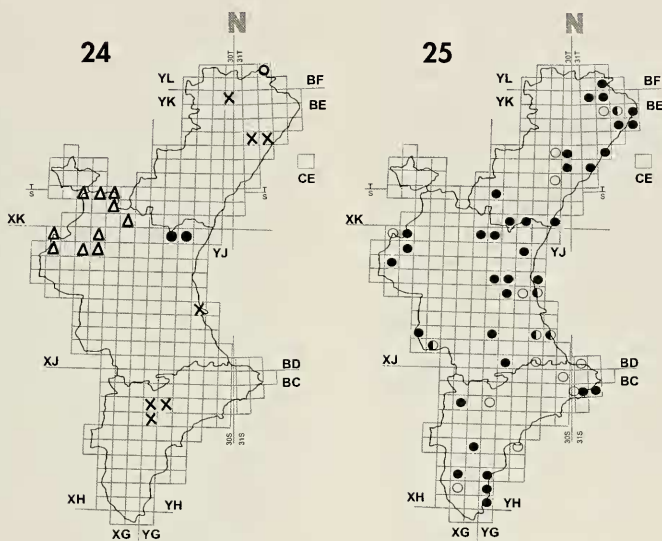 N
24
30T
31T
YL
BF
YK
BE
CE
T
S
T
S
XK
YJ
XJ
BD
BC
30S
31S
XH
YH
XG YG
N
25
30T
31T
YL
BF
YK
BE
CE
T
S
T
S
XK
YJ
XJ
BD
BC
30S
31S
XH
YH
XG YG